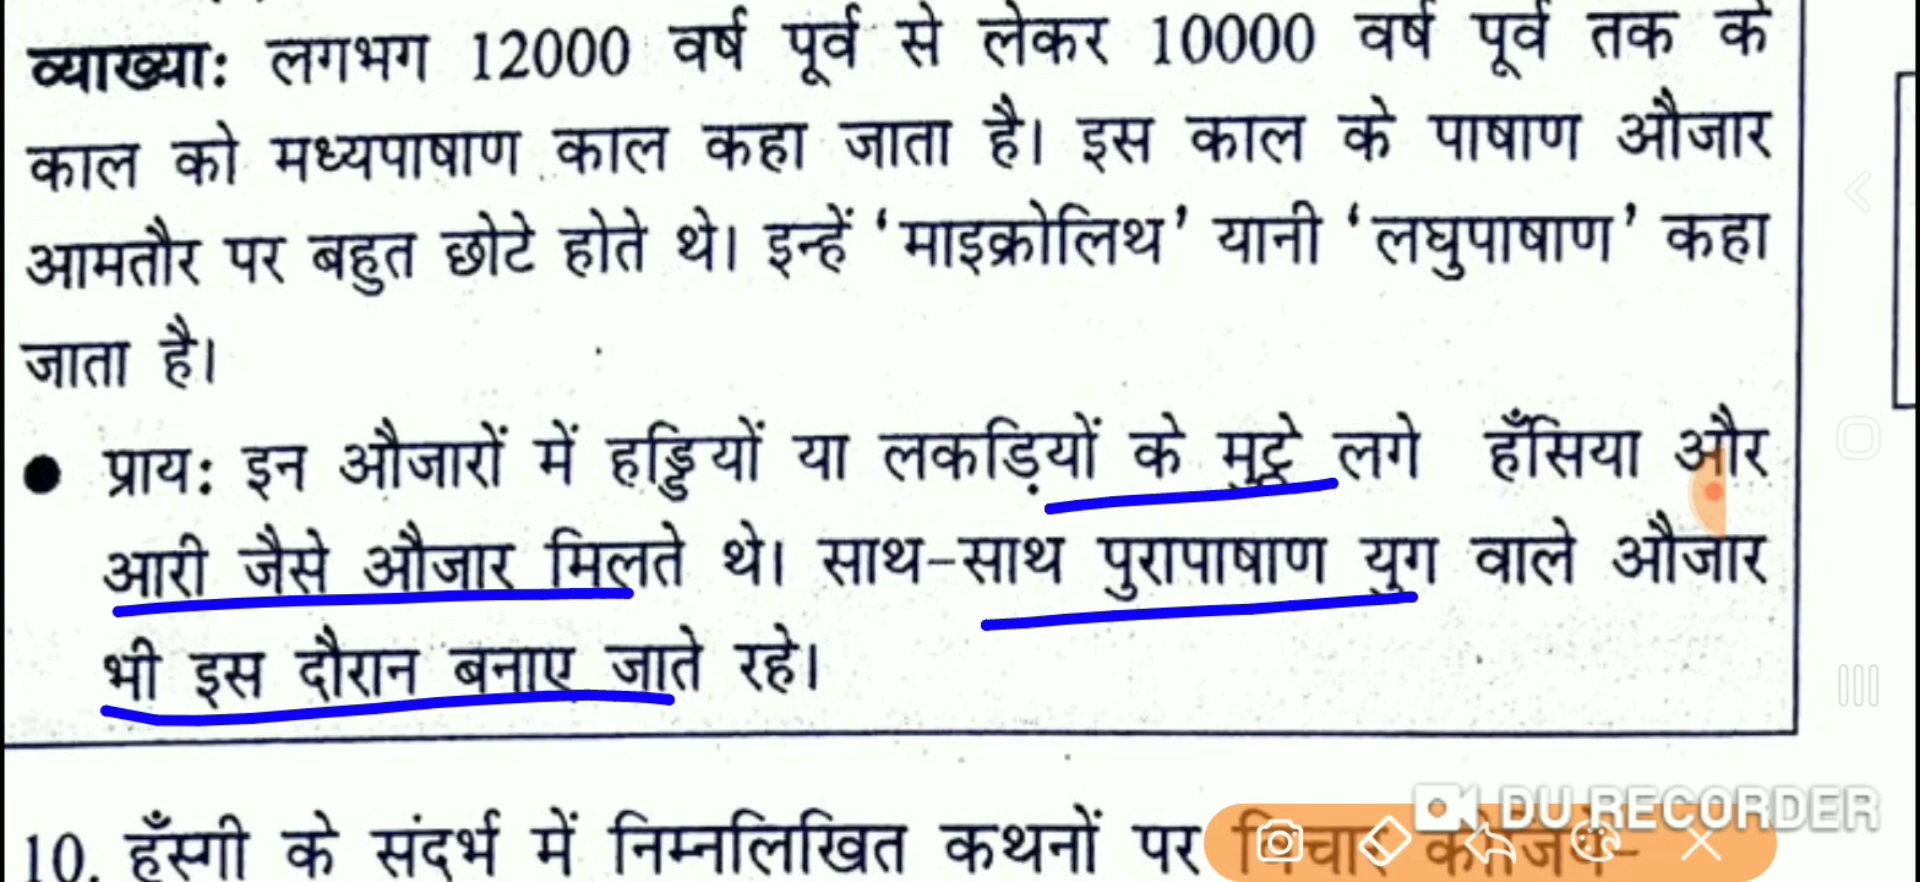 व्याख्या: लगभग 12000 वर्ष पूर्व से लेकर 10000 वर्ष पूर्व तक के
काल को मध्यपाषाण काल कहा जाता है। इस काल के पाषाण औजार
आमतौर पर बहुत छोटे होते थे। इन्हें ‘माइक्रोलिथ’ यानी ‘लघुपाषाण’ कहा
जाता है।
● प्राय: इन औजारों में हड्डियों या लकड़ियों के मुट्ठे लगे हँसिया और
आरी जैसे औजार मिलते थे। साथ-साथ पुरापाषाण युग वाले औजार
भी इस दौरान बनाए जाते रहे।
DU RECORDER
10. हँस्गी के संदर्भ में निम्नलिखित कथनों पर विचार कीजिये-